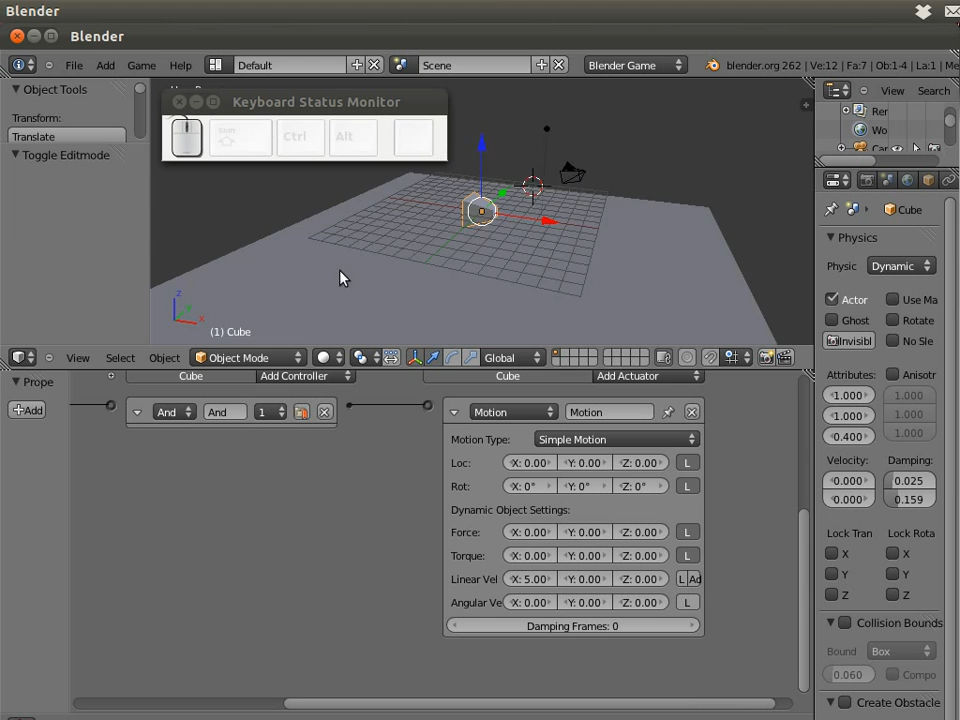 Blender
Blender
File Add Game Help Default Scene Blender Game blender.org 262 | Ve:12 | Fa:7 | Ob:1-4 | La:1 | Me
Object Tools
Transform:
Translate
Toggle Editmode
Keyboard Status Monitor
Shift Ctrl Alt
(1) Cube
View Select Object Object Mode Global
View Search
Rer
Wo
Car
Cube
Physics
Physic Dynamic
Actor Use Ma
Ghost Rotate
Invisibl No Sle
Attributes: Anisotr
1.000 1.000
1.000 1.000
0.400 1.000
Velocity: Damping:
0.000 0.025
0.000 0.159
Lock Tran Lock Rota
X X
Y Y
Z Z
Collision Bounds
Bound Box
0.060 Compo
Create Obstacle
Prope
Add
Cube Add Controller
And And 1
Cube Add Actuator
Motion Motion
Motion Type: Simple Motion
Loc: X: 0.00 Y: 0.00 Z: 0.00 L
Rot: X: 0° Y: 0° Z: 0° L
Dynamic Object Settings:
Force: X: 0.00 Y: 0.00 Z: 0.00 L
Torque: X: 0.00 Y: 0.00 Z: 0.00 L
Linear Vel X: 5.00 Y: 0.00 Z: 0.00 L Ad
Angular Ve X: 0.00 Y: 0.00 Z: 0.00 L
Damping Frames: 0